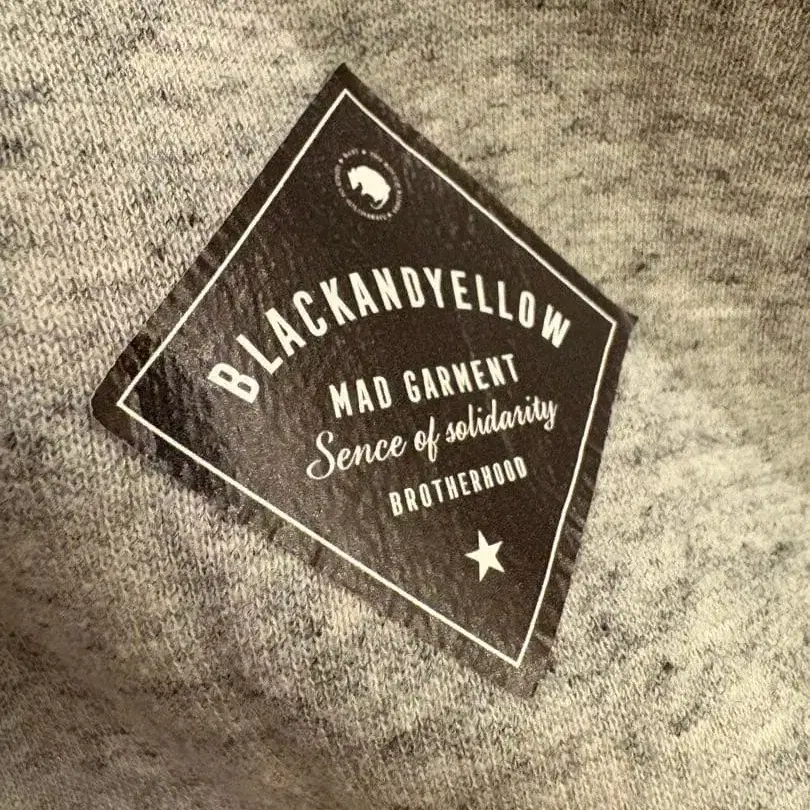 BLACKANDYELLOW
MAD GARMENT
Sence of solidarity
BROTHERHOOD